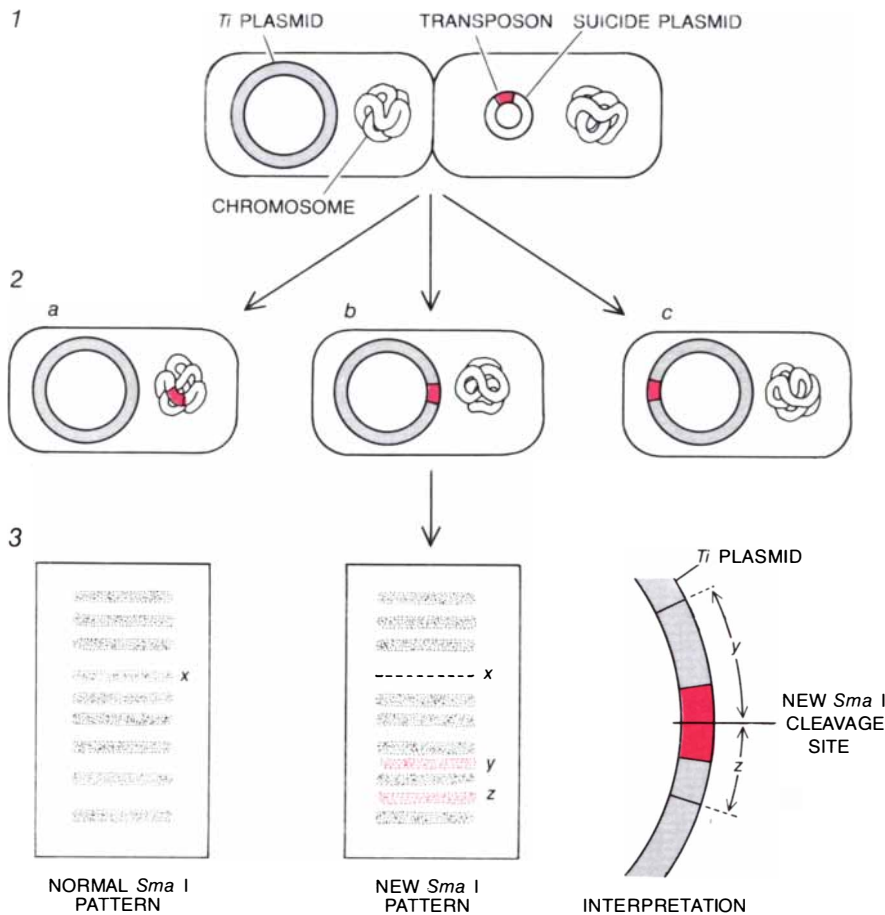 1
Ti PLASMID
TRANSPOSON
SUICIDE PLASMID
CHROMOSOME
2
a
b
c
3
x
x
y
z
Ti PLASMID
y
z
NEW Sma I
CLEAVAGE
SITE
NORMAL Sma I
PATTERN
NEW Sma I
PATTERN
INTERPRETATION